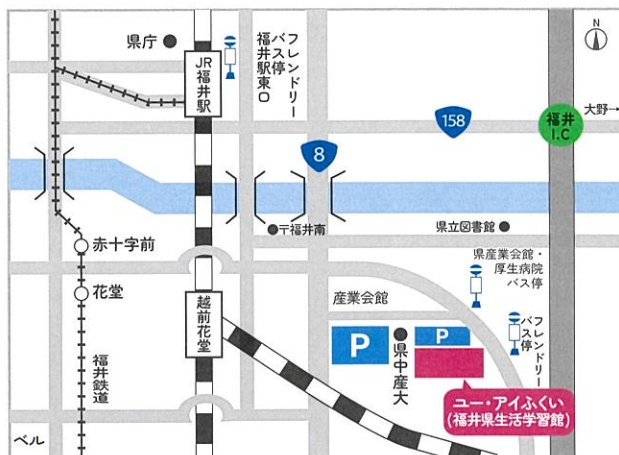 県庁
JR福井駅
フレンドリー
バス停
福井駅東口
N
158
福井
I.C
大野→
8
〒福井南
県立図書館
赤十字前
県産業会館・
厚生病院
バス停
花堂
産業会館
越前花堂
P
県中産大
P
フレンドリー
バス停
福井鉄道
ユー・アイふくい
(福井県生活学習館)
ベル